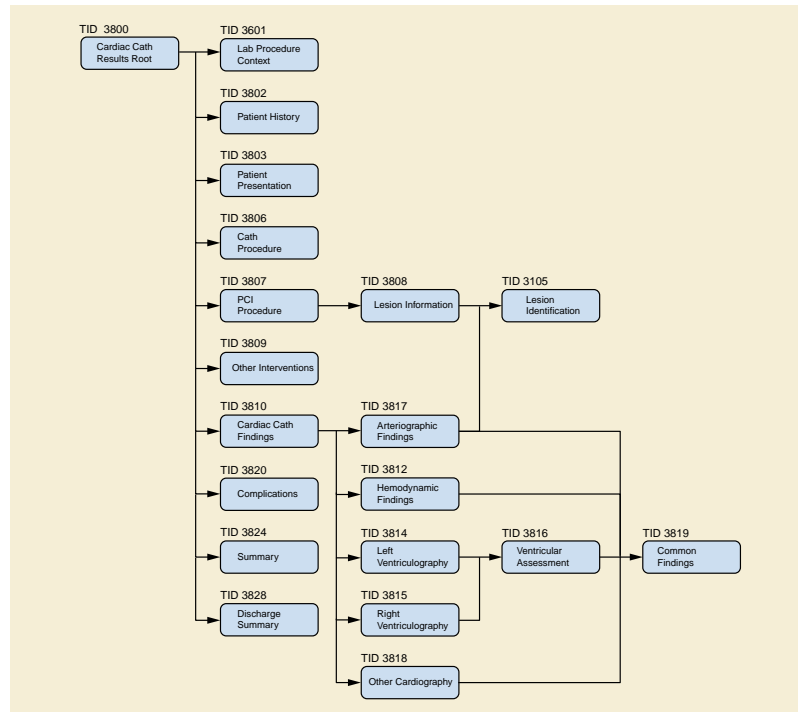 TID 3800
Cardiac Cath
Results Root
TID 3601
Lab Procedure
Context
TID 3802
Patient History
TID 3803
Patient
Presentation
TID 3806
Cath
Procedure
TID 3807
PCI
Procedure
TID 3808
Lesion Information
TID 3105
Lesion
Identification
TID 3809
Other Interventions
TID 3810
Cardiac Cath
Findings
TID 3817
Arteriographic
Findings
TID 3820
Complications
TID 3812
Hemodynamic
Findings
TID 3824
Summary
TID 3814
Left
Ventriculography
TID 3816
Ventricular
Assessment
TID 3819
Common
Findings
TID 3828
Discharge
Summary
TID 3815
Right
Ventriculography
TID 3818
Other Cardiography